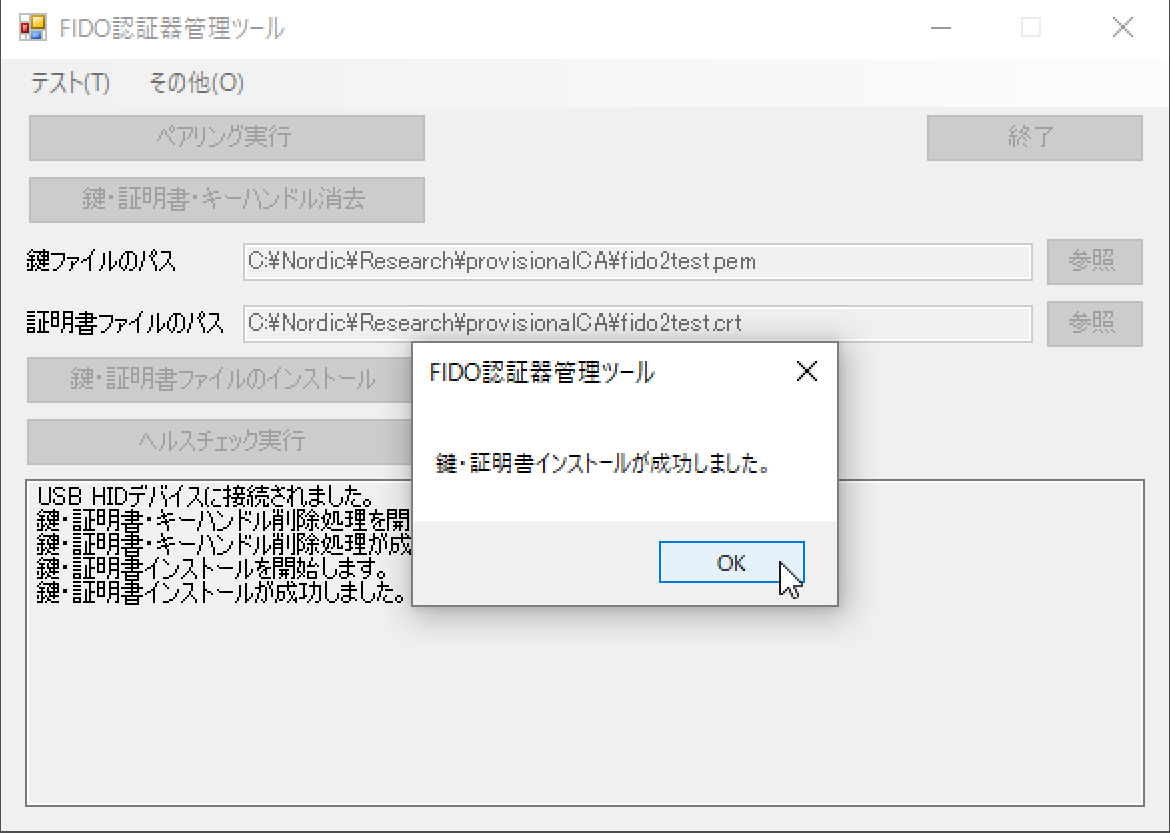 FIDO認証器管理ツール
テスト(T) その他(O)
ペアリング実行
終了
鍵・証明書・キーハンドル消去
鍵ファイルのパス
C:¥Nordic¥Research¥provisionalCA¥fido2test.pem
参照
証明書ファイルのパス
C:¥Nordic¥Research¥provisionalCA¥fido2test.crt
参照
鍵・証明書ファイルのインストール
ヘルスチェック実行
USB HIDデバイスに接続されました。
鍵・証明書・キーハンドル削除処理を開
鍵・証明書・キーハンドル削除処理が成
鍵・証明書インストールを開始します。
鍵・証明書インストールが成功しました。
FIDO認証器管理ツール
鍵・証明書インストールが成功しました。
OK